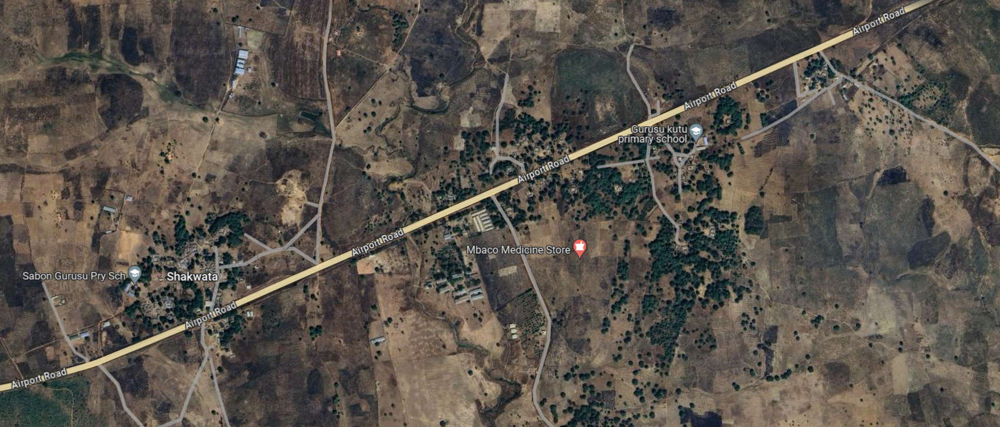 Airport Road
Airport Road
Gurusu kutu
primary school
Airport Road
Airport Road
Mbaco Medicine Store
Sabon Gurusu Pry Sch
Shakwata
Airport Road
Airport Road